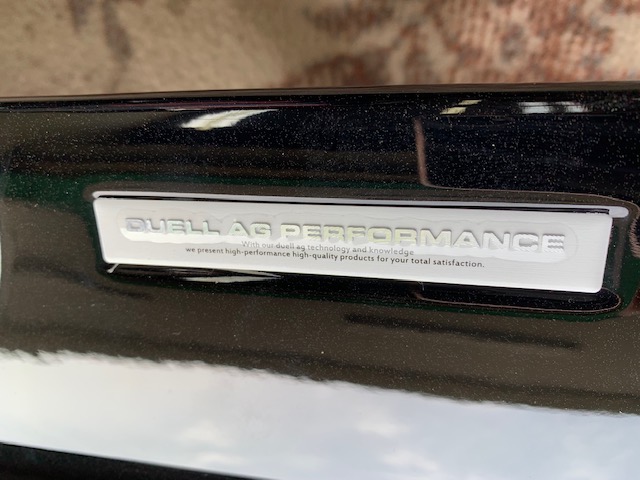 DUELL AG PERFORMANCE
With our duell ag technology and knowledge
we present high-performance high-quality products for your total satisfaction.